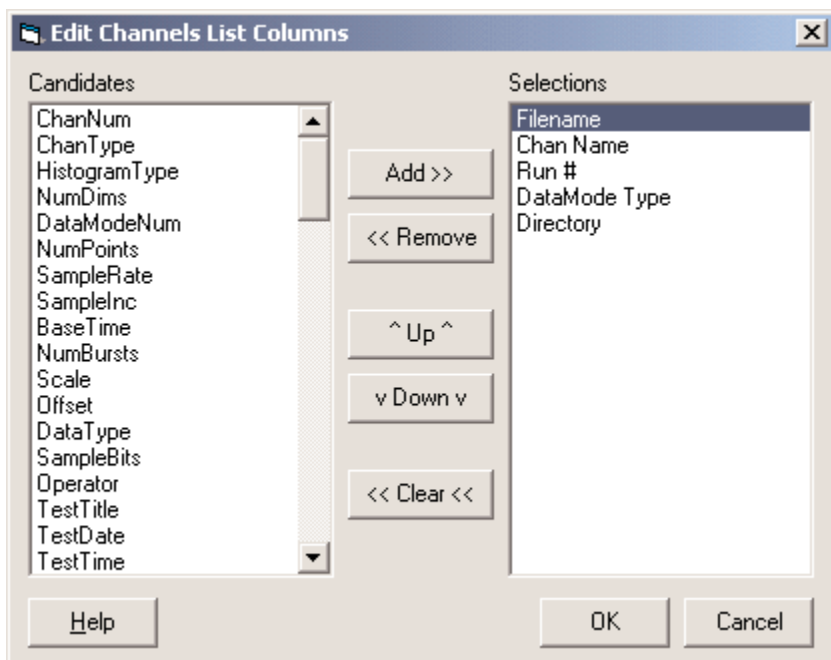 Edit Channels List Columns
Candidates
ChanNum
ChanType
HistogramType
NumDims
DataModeNum
NumPoints
SampleRate
SampleInc
BaseTime
NumBursts
Scale
Offset
DataType
SampleBits
Operator
TestTitle
TestDate
TestTime
Add >>
<< Remove
^ Up ^
v Down v
<< Clear <<
Selections
Filename
Chan Name
Run #
DataMode Type
Directory
Help
OK
Cancel